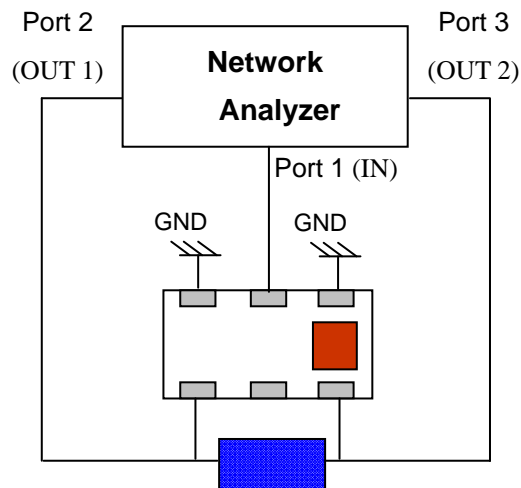 Port 2
Port 3
(OUT 1)
Network
Analyzer
(OUT 2)
Port 1 (IN)
GND
GND